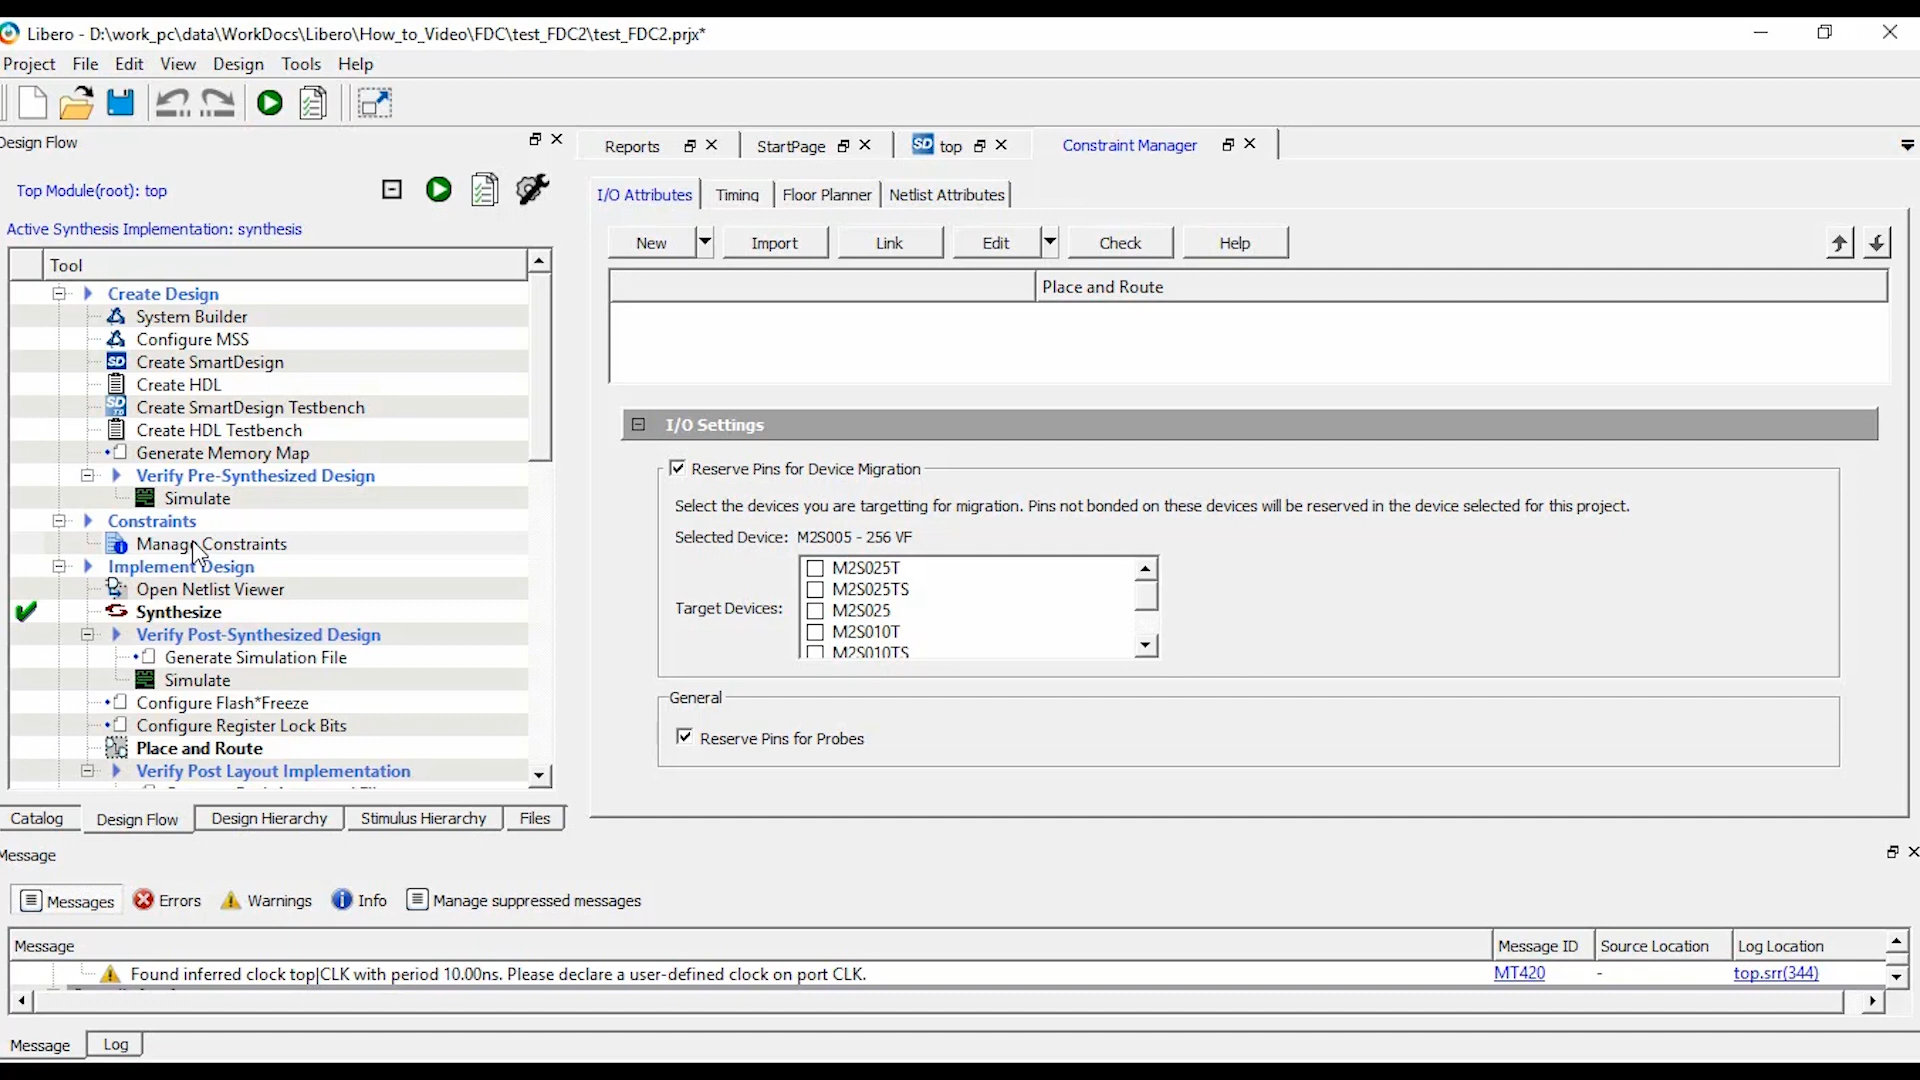 Libero - D:\work_pc\data\WorkDocs\Libero\How_to_Video\FDC\test_FDC2\test_FDC2.prjx*
Project File Edit View Design Tools Help
Design Flow
Reports StartPage SD top Constraint Manager
Top Module(root): top
I/O Attributes Timing Floor Planner Netlist Attributes
Active Synthesis Implementation: synthesis
New Import Link Edit Check Help
Tool
Place and Route
Create Design
System Builder
Configure MSS
SD Create SmartDesign
Create HDL
SD Create SmartDesign Testbench
Create HDL Testbench
Generate Memory Map
Verify Pre-Synthesized Design
Simulate
Constraints
Manage Constraints
Implement Design
Open Netlist Viewer
Synthesize
Verify Post-Synthesized Design
Generate Simulation File
Simulate
Configure Flash*Freeze
Configure Register Lock Bits
Place and Route
Verify Post Layout Implementation
I/O Settings
Reserve Pins for Device Migration
Select the devices you are targetting for migration. Pins not bonded on these devices will be reserved in the device selected for this project.
Selected Device: M2S005 - 256 VF
Target Devices:
M2S025T
M2S025TS
M2S025
M2S010T
M2S010TS
General
Reserve Pins for Probes
Catalog Design Flow Design Hierarchy Stimulus Hierarchy Files
Message
Messages Errors Warnings Info Manage suppressed messages
Message Message ID Source Location Log Location
Found inferred clock top|CLK with period 10.00ns. Please declare a user-defined clock on port CLK. MT420 - top.srr(344)
Message Log